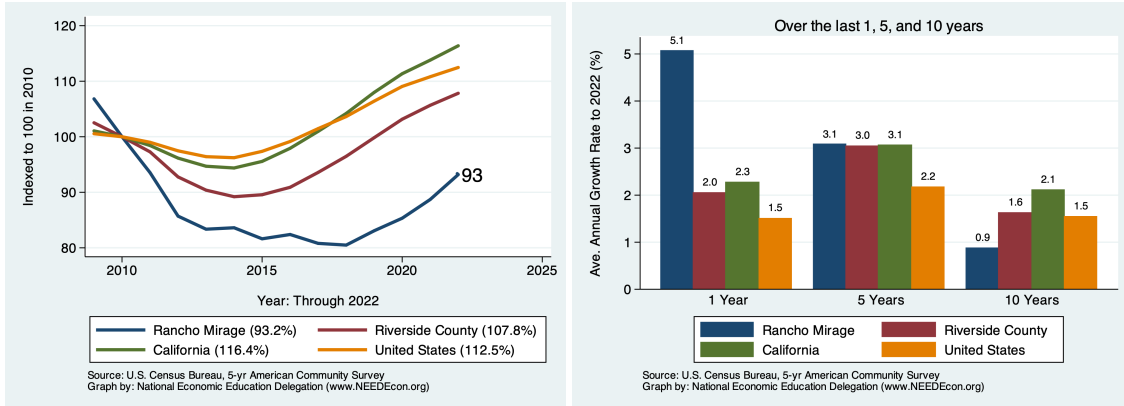 120
110
100
90
80
Indexed to 100 in 2010
93
2010 2015 2020 2025
Year: Through 2022
Rancho Mirage (93.2%) Riverside County (107.8%)
California (116.4%) United States (112.5%)
Source: U.S. Census Bureau, 5-yr American Community Survey
Graph by: National Economic Education Delegation (www.NEEDEcon.org)
Over the last 1, 5, and 10 years
5
4
3
2
1
0
Ave. Annual Growth Rate to 2022 (%)
5.1 2.0 2.3 1.5
3.1 3.0 3.1 2.2
0.9 1.6 2.1 1.5
1 Year 5 Years 10 Years
Rancho Mirage Riverside County
California United States
Source: U.S. Census Bureau, 5-yr American Community Survey
Graph by: National Economic Education Delegation (www.NEEDEcon.org)